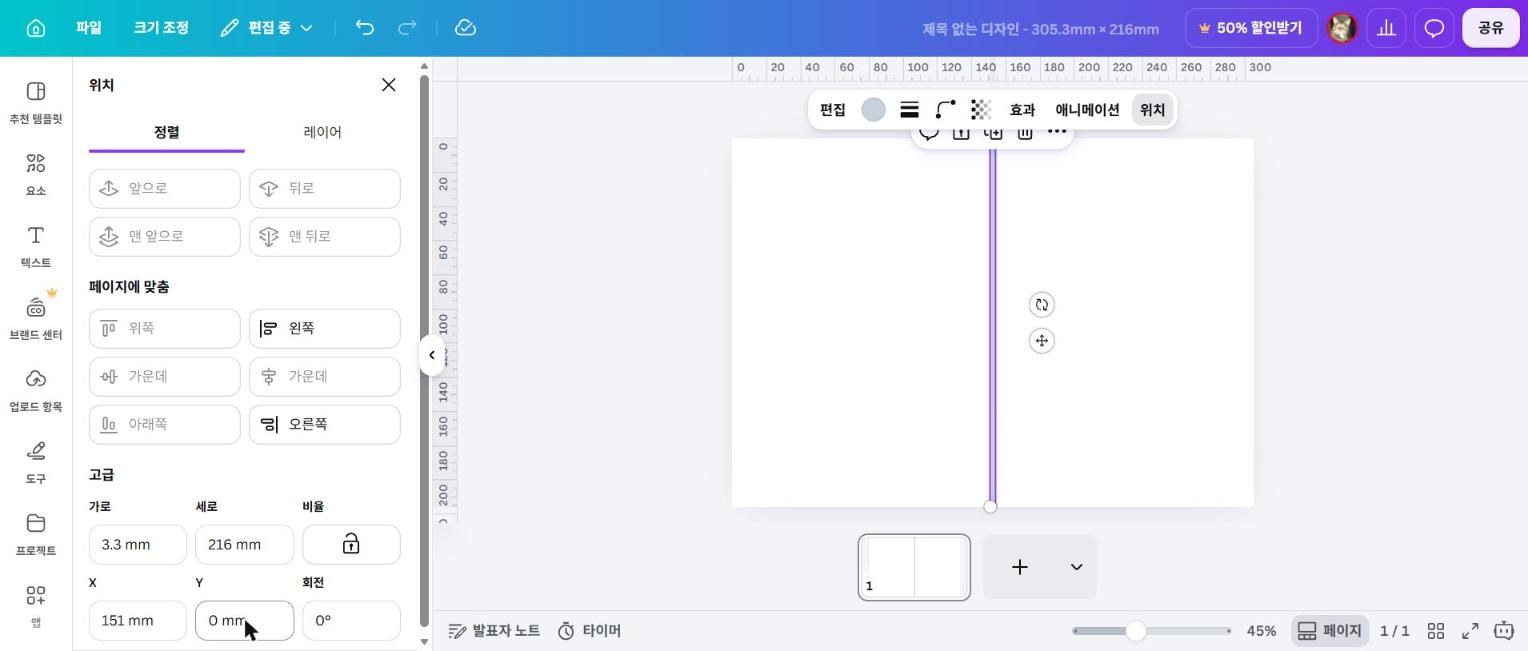 파일 크기 조정 편집 중 제목 없는 디자인 - 305.3mm × 216mm 50% 할인받기 공유
추천 템플릿
요소
텍스트
브랜드 센터
업로드 항목
도구
프로젝트
앱
위치
정렬 레이어
앞으로 뒤로
맨 앞으로 맨 뒤로
페이지에 맞춤
위쪽 왼쪽
가운데 가운데
아래쪽 오른쪽
고급
가로 세로 비율
3.3 mm 216 mm
X Y 회전
151 mm 0 mm 0°
0 20 40 60 80 100 120 140 160 180 200 220 240 260 280 300
편집 효과 애니메이션 위치
0
20
40
60
80
100
140
160
180
200
1
발표자 노트 타이머 45% 페이지 1 / 1